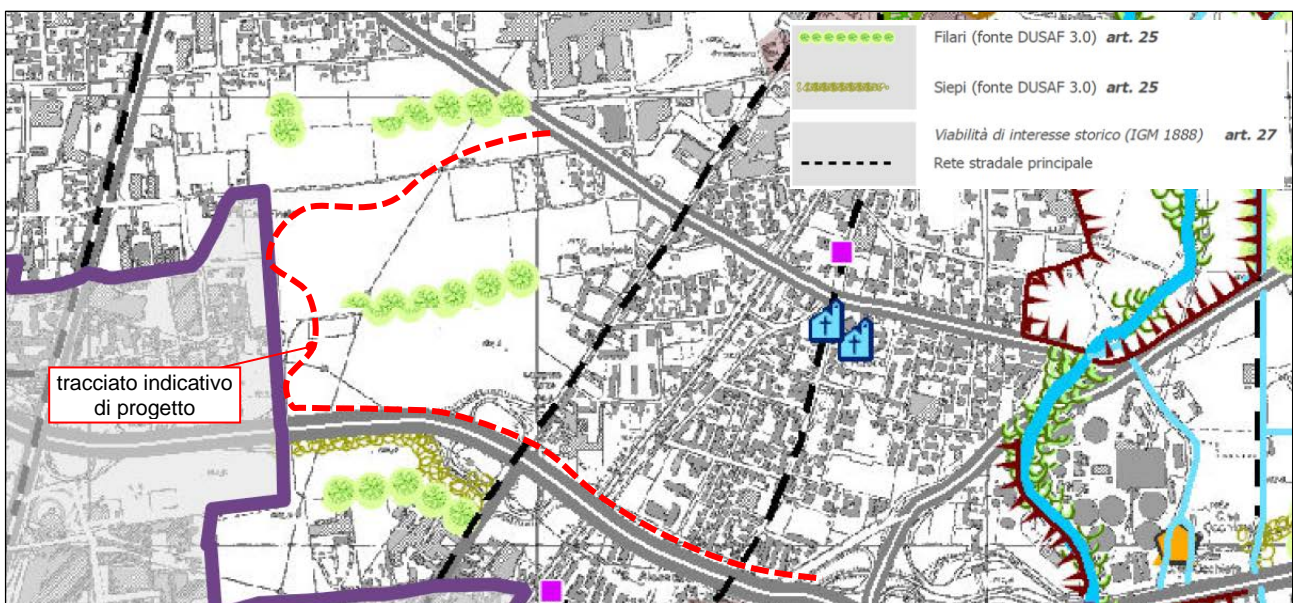 Filari (fonte DUSAF 3.0) art. 25
Siepi (fonte DUSAF 3.0) art. 25
Viabilità di interesse storico (IGM 1888) art. 27
Rete stradale principale
tracciato indicativo
di progetto